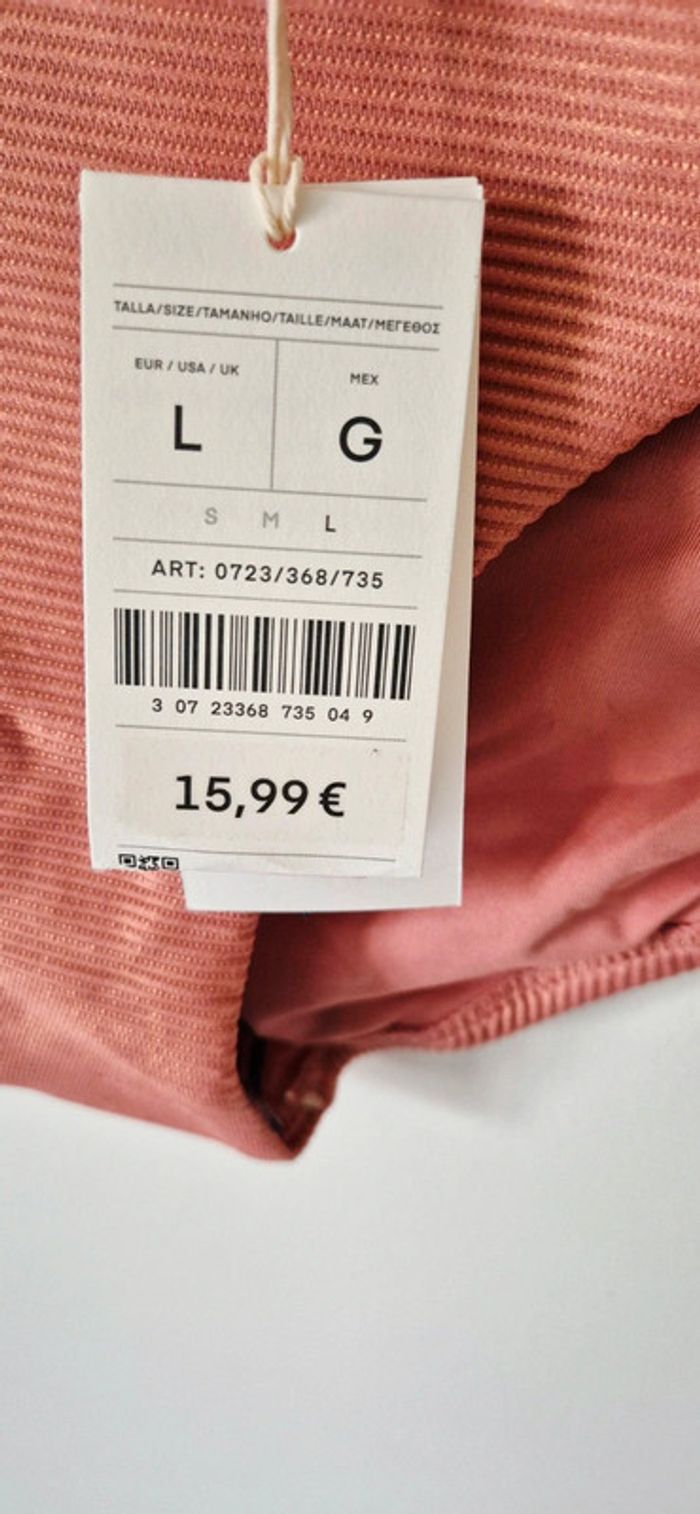 TALLA/SIZE/TAMANHO/TAILLE/MAAT/ΜΕΓΕΘΟΣ
EUR / USA / UK
MEX
L
G
S M L
ART: 0723/368/735
3 07 23368 735 04 9
15,99 €